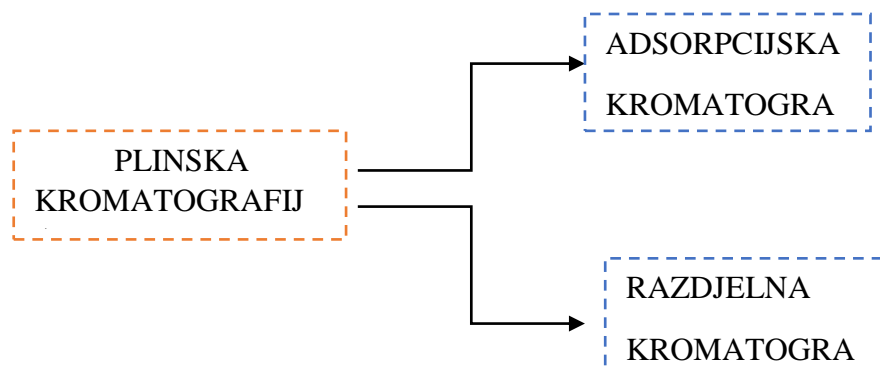 PLINSKA
KROMATOGRAFIJ
ADSORPCIJSKA
KROMATOGRA
RAZDJELNA
KROMATOGRA